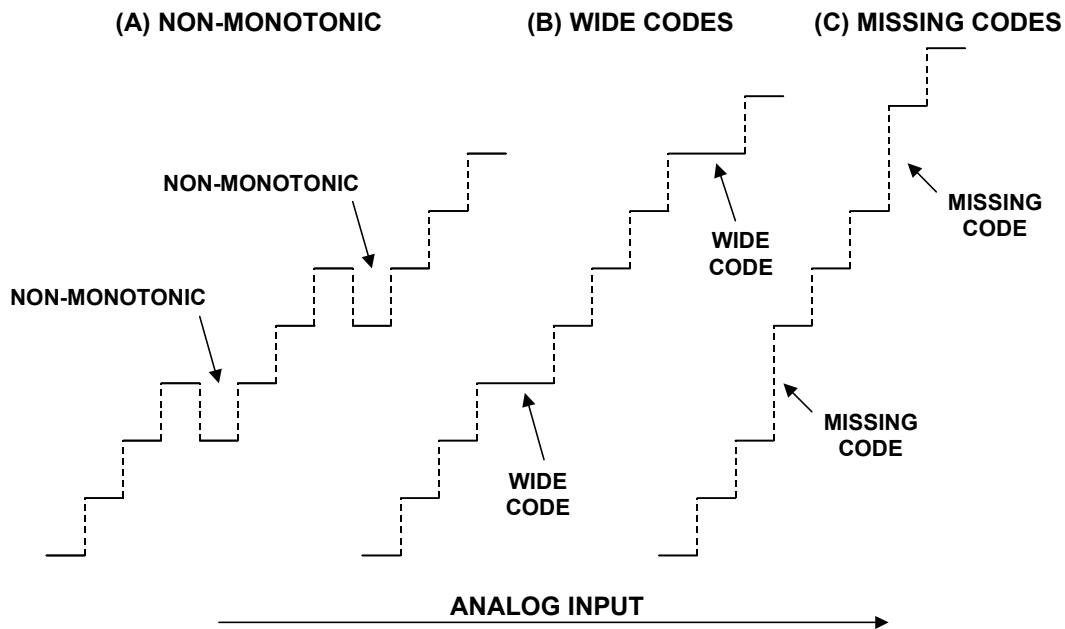 (A) NON-MONOTONIC
(B) WIDE CODES
(C) MISSING CODES
NON-MONOTONIC
NON-MONOTONIC
WIDE
CODE
WIDE
CODE
MISSING
CODE
MISSING
CODE
ANALOG INPUT